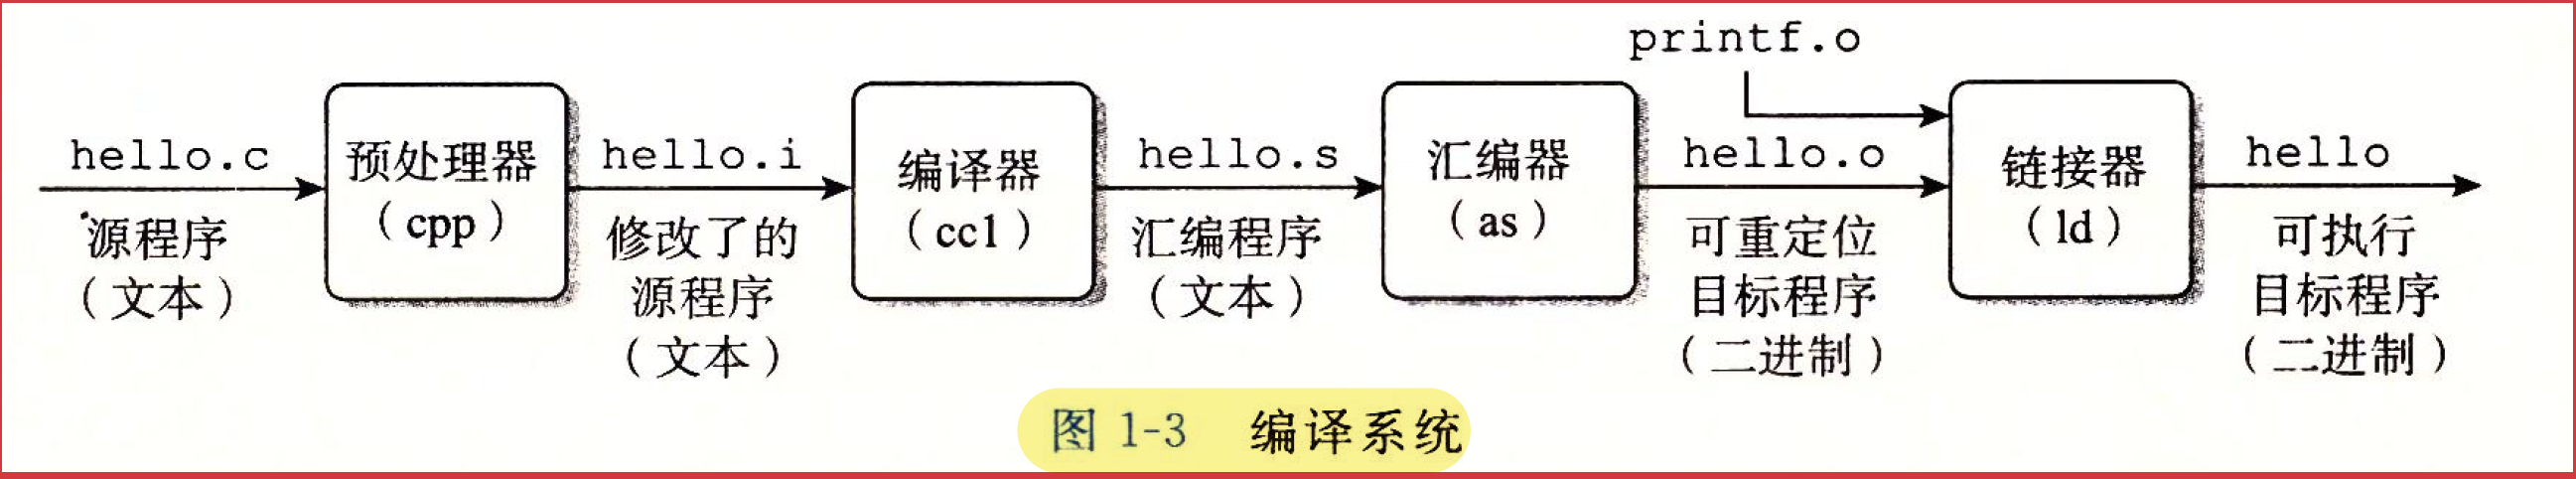 printf.o
hello.c
预处理器
(cpp)
hello.i
编译器
(cc1)
hello.s
汇编器
(as)
hello.o
链接器
(ld)
hello
源程序
(文本)
修改了的
源程序
(文本)
汇编程序
(文本)
可重定位
目标程序
(二进制)
可执行
目标程序
(二进制)
图 1-3 编译系统